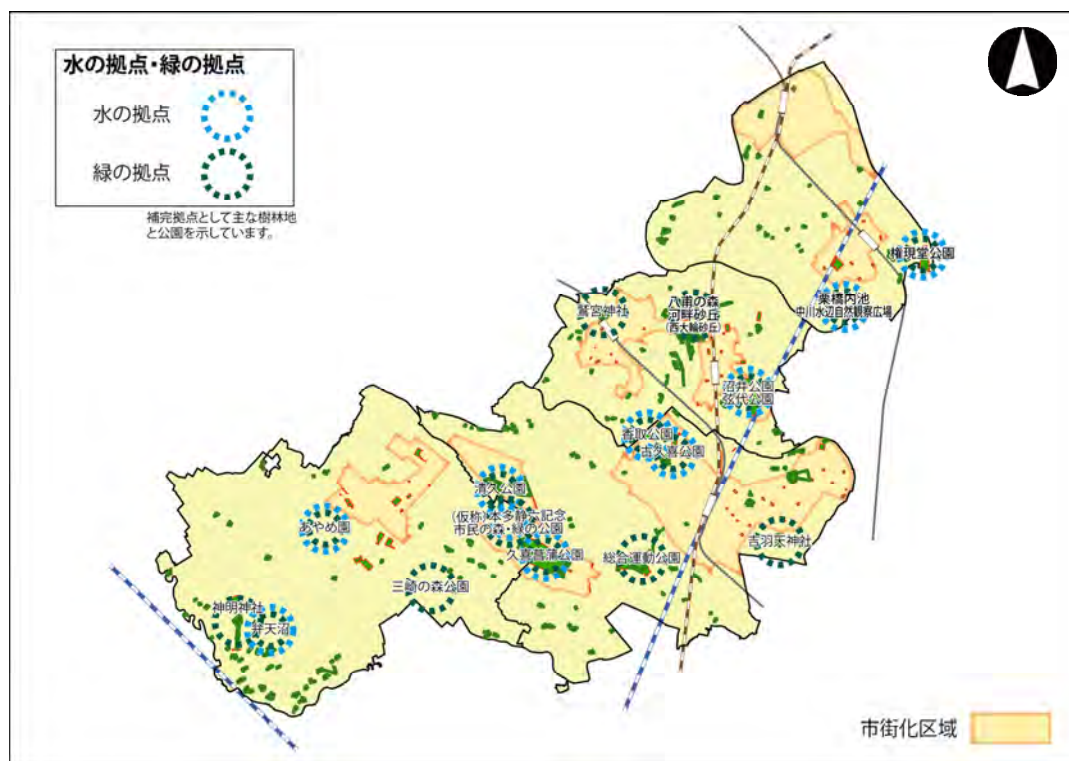 水の拠点・緑の拠点
水の拠点
緑の拠点
補完拠点として主な樹林地
と公園を示しています。
権現堂公園
栗橋内池
中川水辺自然観察広場
鷲宮神社
八甫の森
河畔砂丘
(西大輪砂丘)
沼井公園
弦代公園
香取公園
古久喜公園
清久公園
(仮称)本多静六記念
市民の森・緑の公園
久喜菖蒲公園
総合運動公園
吉羽天神社
あやめ園
三崎の森公園
神明神社
弁天沼
市街化区域